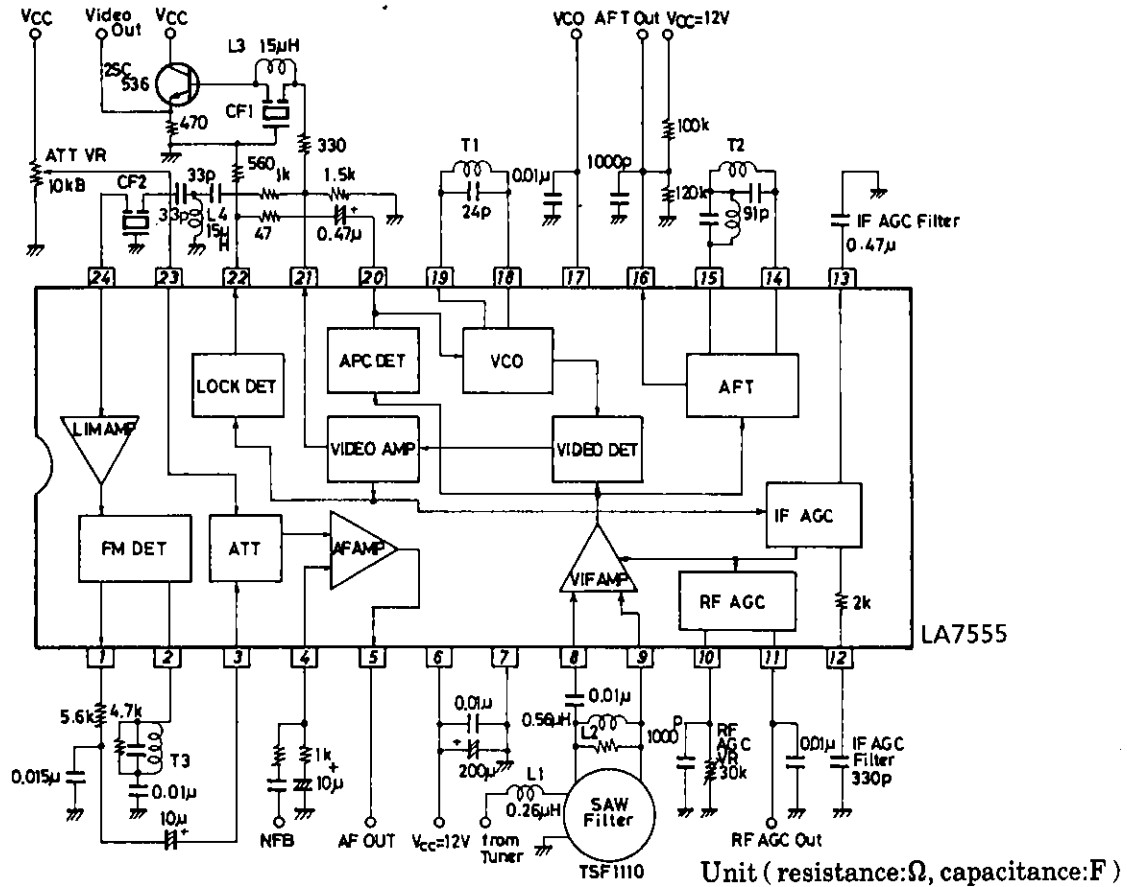 VCC
Video Out
VCC
VCO
AFT Out
VCC=12V
L3
15μH
2SC 536
470
CF1
560
330
ATT VR
10kB
CF2
33p
33p
L4
15μH
1k
1.5k
47
0.47μ
T1
24p
0.01μ
1000p
100k
120k
T2
91p
IF AGC Filter
0.47μ
24
23
22
21
20
19
18
17
16
15
14
13
LOCK DET
APC DET
VCO
AFT
LIM AMP
VIDEO AMP
VIDEO DET
IF AGC
FM DET
ATT
AF AMP
VIF AMP
RF AGC
2k
LA7555
1
2
3
4
5
6
7
8
9
10
11
12
5.6k
4.7k
T3
0.015μ
0.01μ
10μ
1k
10μ
NFB
AF OUT
0.01μ
200μ
VCC=12V
from Tuner
L1
0.26μH
0.01μ
0.56μH
L2
SAW Filter
TSF1110
1000p
RF AGC VR 30k
0.01μ
RF AGC Out
IF AGC Filter
330p
Unit ( resistance:Ω, capacitance:F )